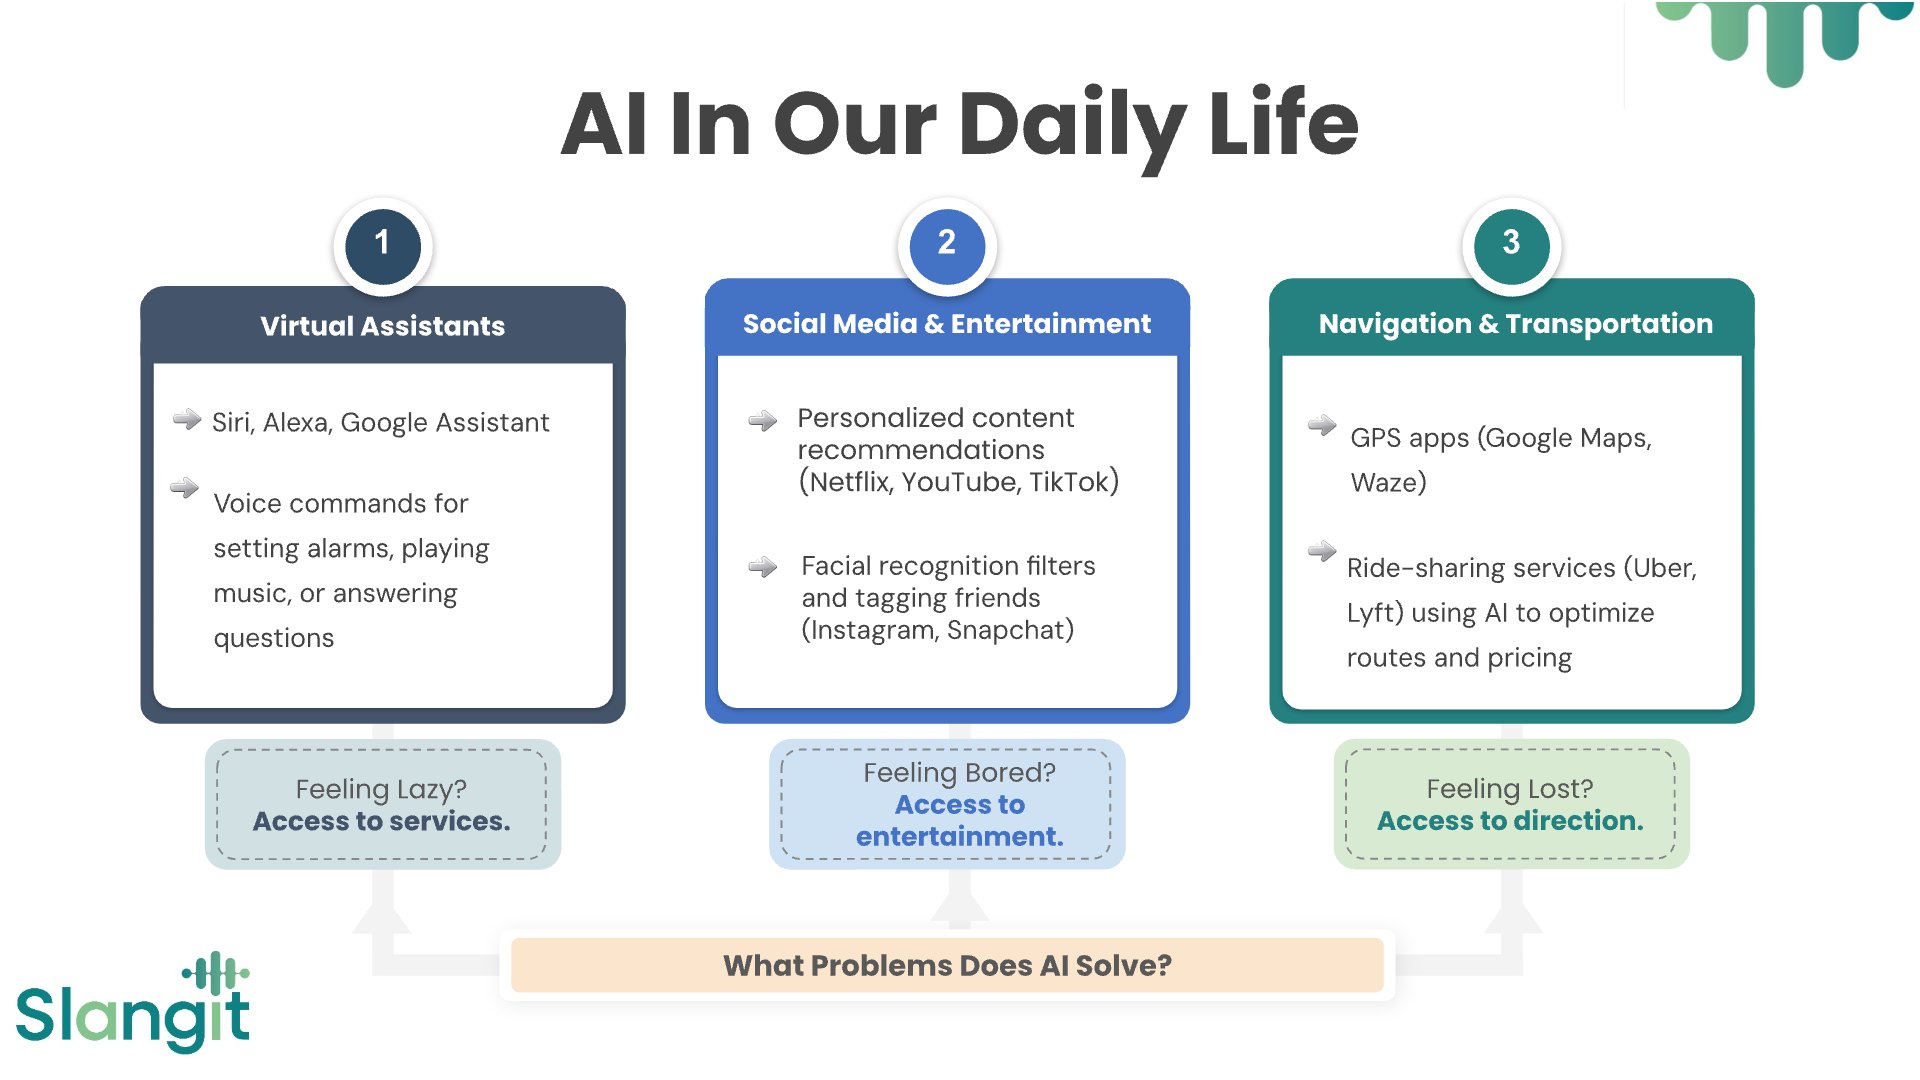 AI In Our Daily Life
1
Virtual Assistants
Siri, Alexa, Google Assistant
Voice commands for
setting alarms, playing
music, or answering
questions
Feeling Lazy?
Access to services.
2
Social Media & Entertainment
Personalized content
recommendations
(Netflix, YouTube, TikTok)
Facial recognition filters
and tagging friends
(Instagram, Snapchat)
Feeling Bored?
Access to
entertainment.
3
Navigation & Transportation
GPS apps (Google Maps,
Waze)
Ride-sharing services (Uber,
Lyft) using AI to optimize
routes and pricing
Feeling Lost?
Access to direction.
What Problems Does AI Solve?
Slangit